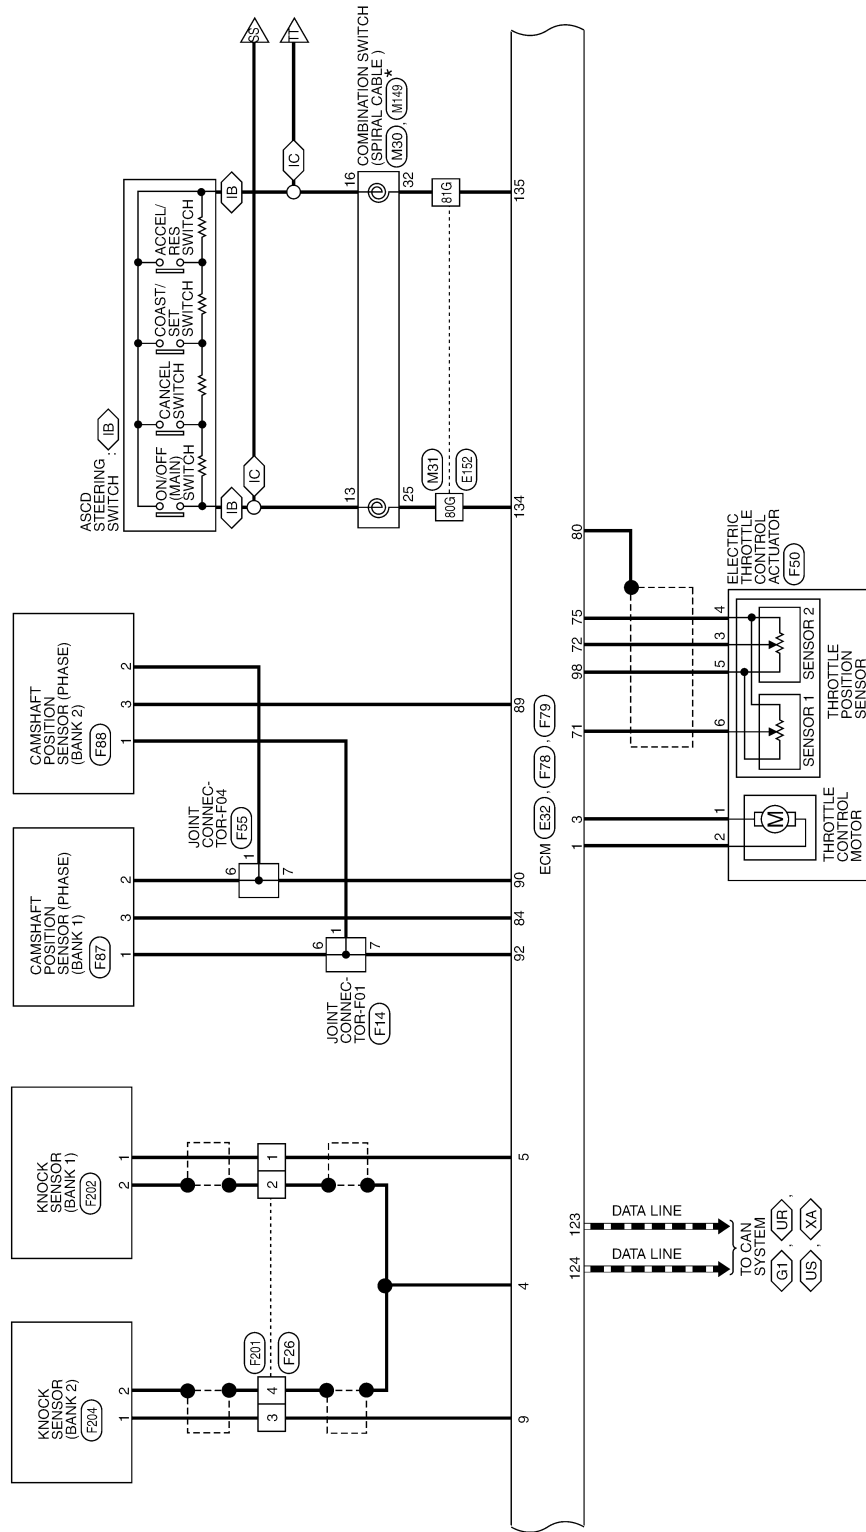 KNOCK
SENSOR
(BANK 2)
F204
1
2
3
4
F201
F26
9
KNOCK
SENSOR
(BANK 1)
F202
2
1
2
1
4
5
CAMSHAFT
POSITION
SENSOR (PHASE)
(BANK 1)
F87
1
3
2
JOINT
CONNEC-
TOR-F01
F14
6
1
7
JOINT
CONNEC-
TOR-F04
F55
6
1
7
92
84
90
CAMSHAFT
POSITION
SENSOR (PHASE)
(BANK 2)
F88
1
3
2
89
ASCD
STEERING
SWITCH : IB
ON/OFF
(MAIN)
SWITCH
CANCEL
SWITCH
COAST/
SET
SWITCH
ACCEL/
RES
SWITCH
IB
IB
IC
IC
SS
TT
13
16
COMBINATION SWITCH
(SPIRAL CABLE )
M30 , M149 *
25
32
80G
M31
E152
81G
134
135
ECM E32 , F78 , F79
124
123
DATA LINE
DATA LINE
TO CAN
SYSTEM
G1 , UR ,
US , XA
1
3
71
98
72
75
80
2
1
6
5
3
4
ELECTRIC
THROTTLE
CONTROL
ACTUATOR
F50
M
THROTTLE
CONTROL
MOTOR
SENSOR 1
SENSOR 2
THROTTLE
POSITION
SENSOR